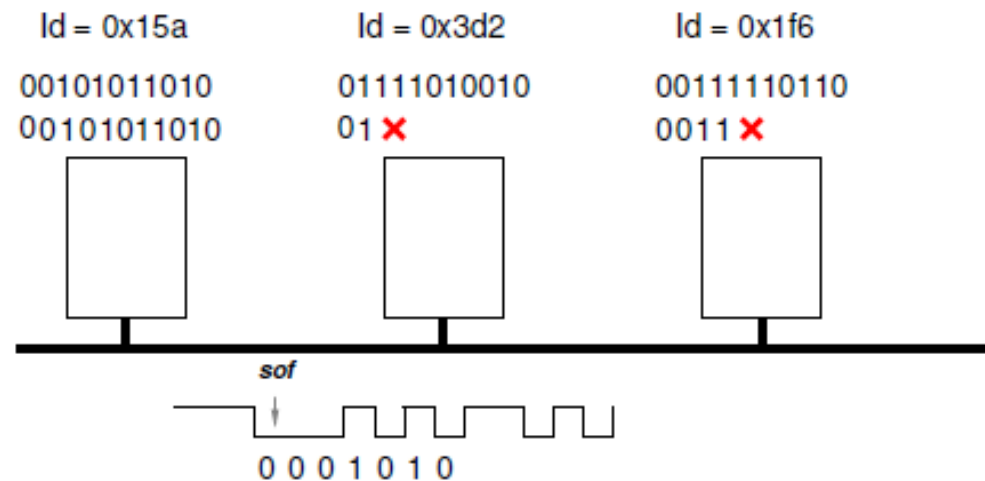 Id = 0x15a Id = 0x3d2 Id = 0x1f6
00101011010 01111010010 00111110110
00101011010 01 0011
sof
0 0 0 1 0 1 0